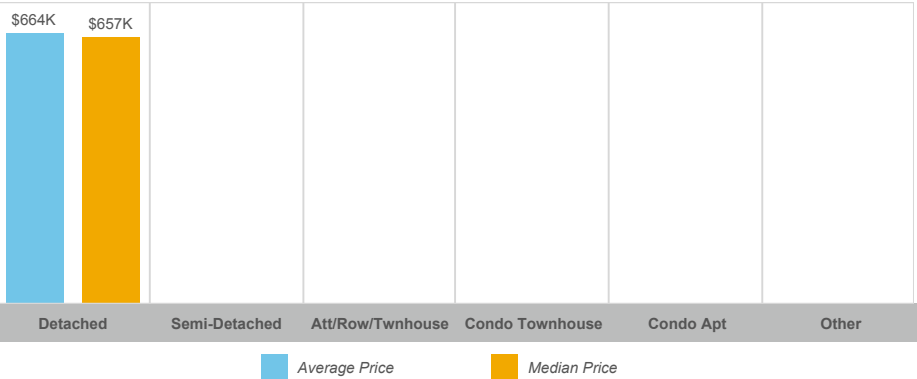 $664K
$657K
Detached Semi-Detached Att/Row/Twnhouse Condo Townhouse Condo Apt Other
Average Price Median Price